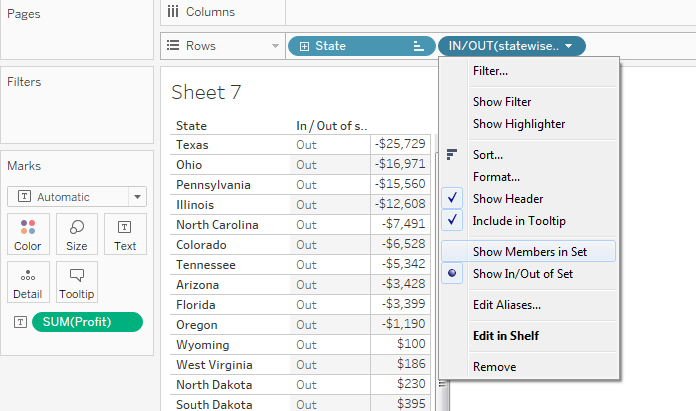 Pages
Columns
Rows
State
IN/OUT(statewise..
Filters
Marks
Automatic
Color
Size
Text
Detail
Tooltip
SUM(Profit)
Sheet 7
State In / Out of s..
Texas Out -$25,729
Ohio Out -$16,971
Pennsylvania Out -$15,560
Illinois Out -$12,608
North Carolina Out -$7,491
Colorado Out -$6,528
Tennessee Out -$5,342
Arizona Out -$3,428
Florida Out -$3,399
Oregon Out -$1,190
Wyoming Out $100
West Virginia Out $186
North Dakota Out $230
South Dakota Out $395
Filter...
Show Filter
Show Highlighter
Sort...
Format...
Show Header
Include in Tooltip
Show Members in Set
Show In/Out of Set
Edit Aliases...
Edit in Shelf
Remove